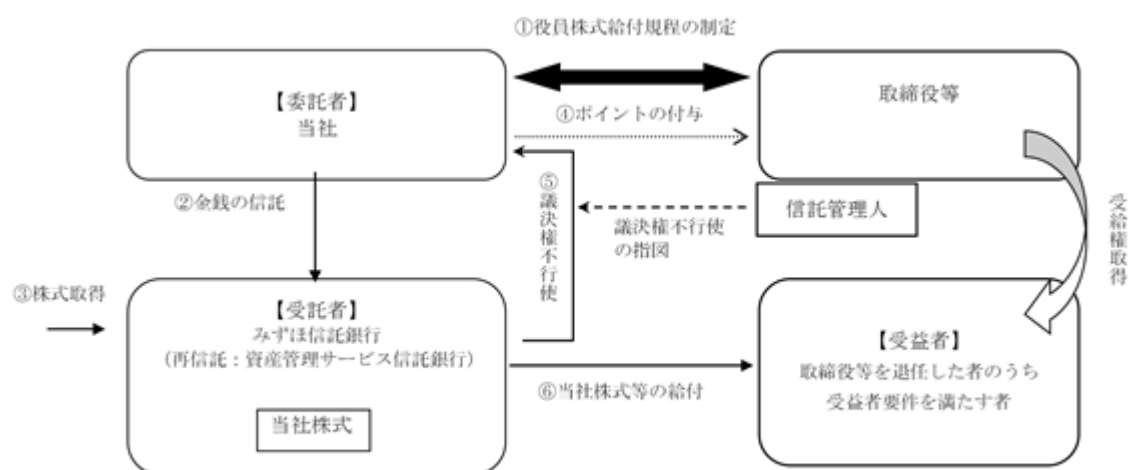 ①役員株式給付規程の制定
【委託者】
当社
取締役等
④ポイントの付与
②金銭の信託
⑤議決権不行使
議決権不行使
の指図
信託管理人
受給権取得
③株式取得
【受託者】
みずほ信託銀行
（再信託：資産管理サービス信託銀行）
当社株式
⑥当社株式等の給付
【受益者】
取締役等を退任した者のうち
受益者要件を満たす者